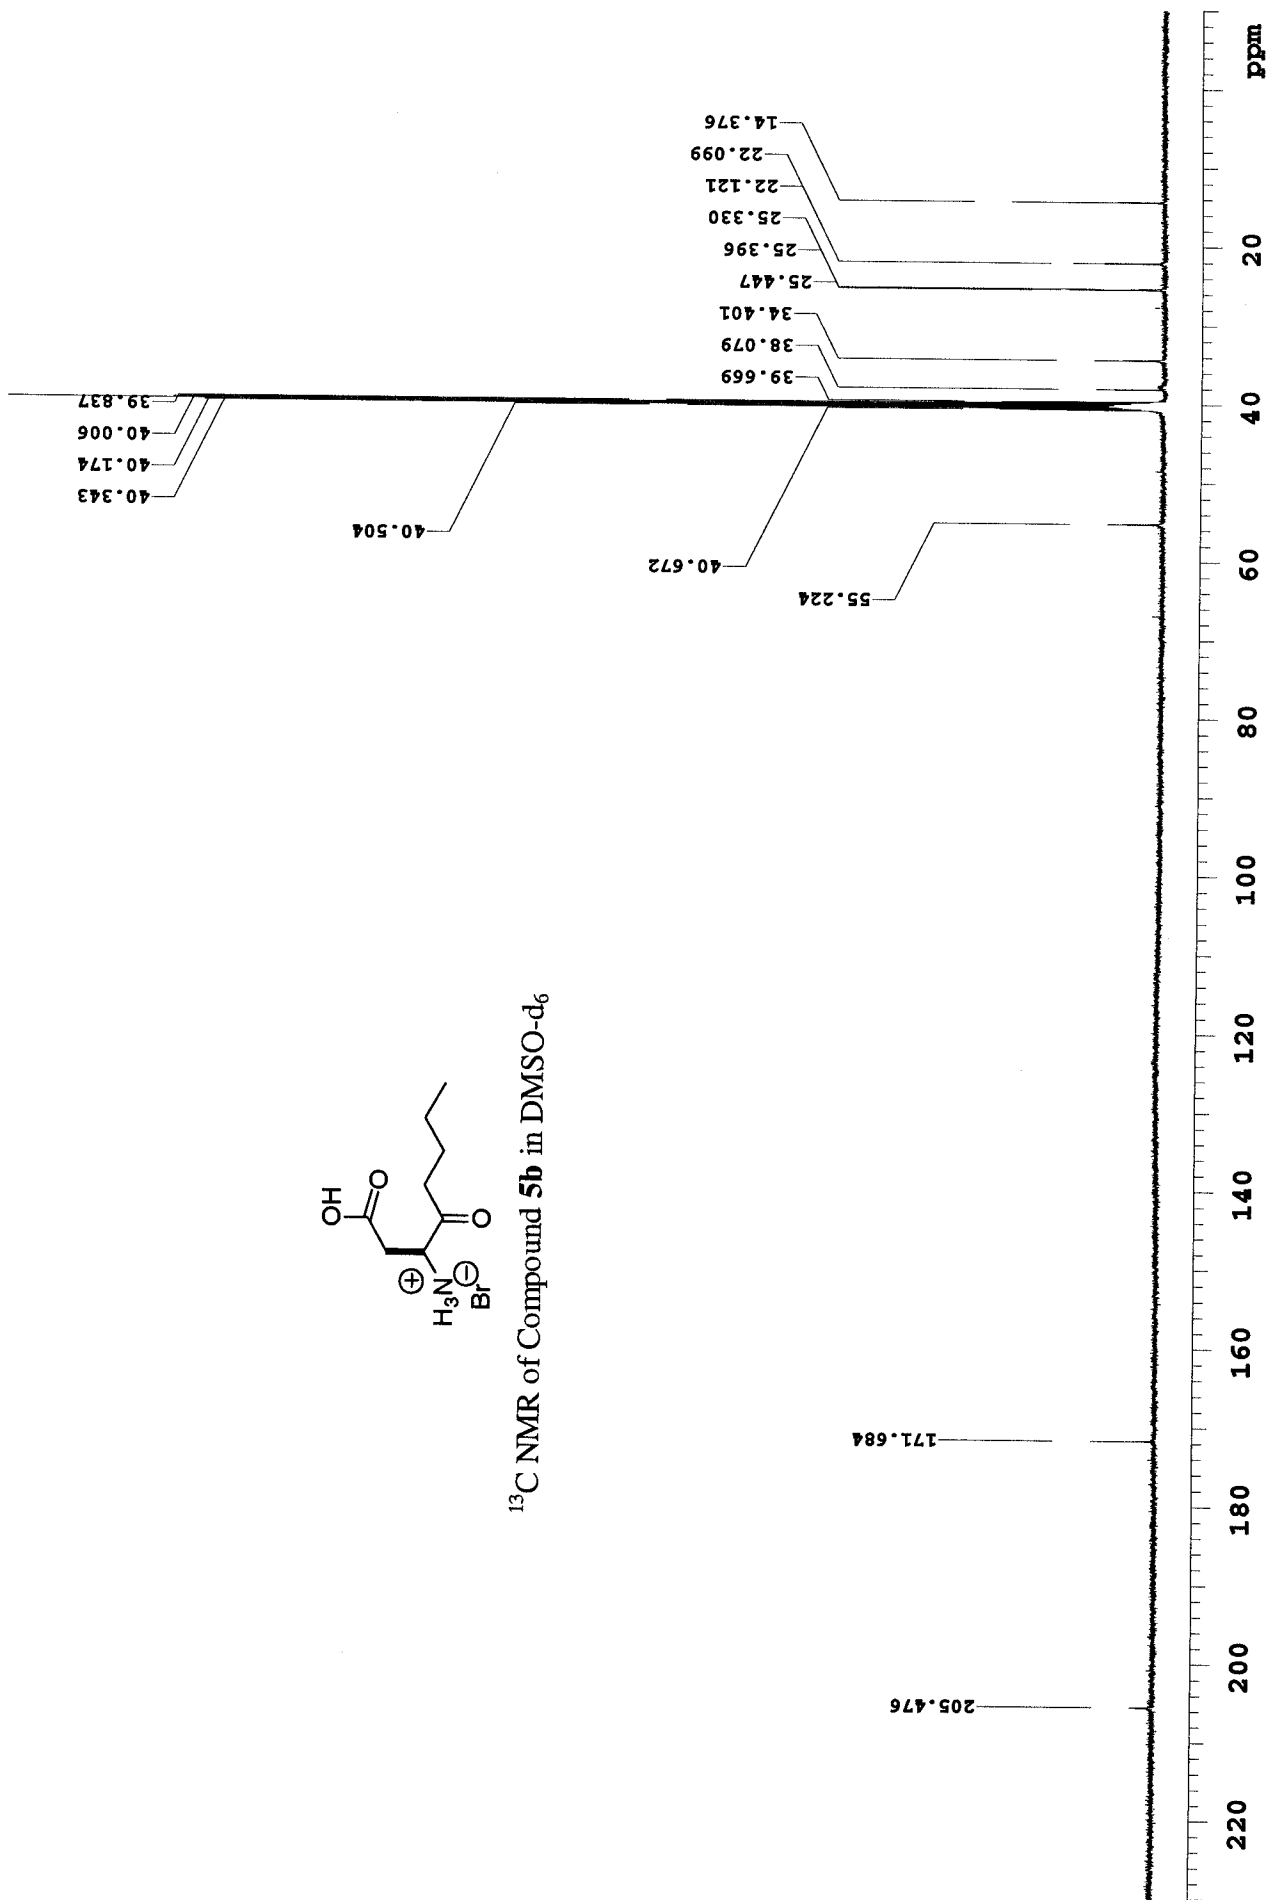 14.376
22.099
22.121
25.330
25.396
25.447
34.401
38.079
39.669
39.837
40.006
40.174
40.343
40.504
40.672
55.224
171.684
205.476
OH
O
O
⊕
H₃N
⊖
Br
¹³C NMR of Compound 5b in DMSO-d₆
220 200 180 160 140 120 100 80 60 40 20 ppm